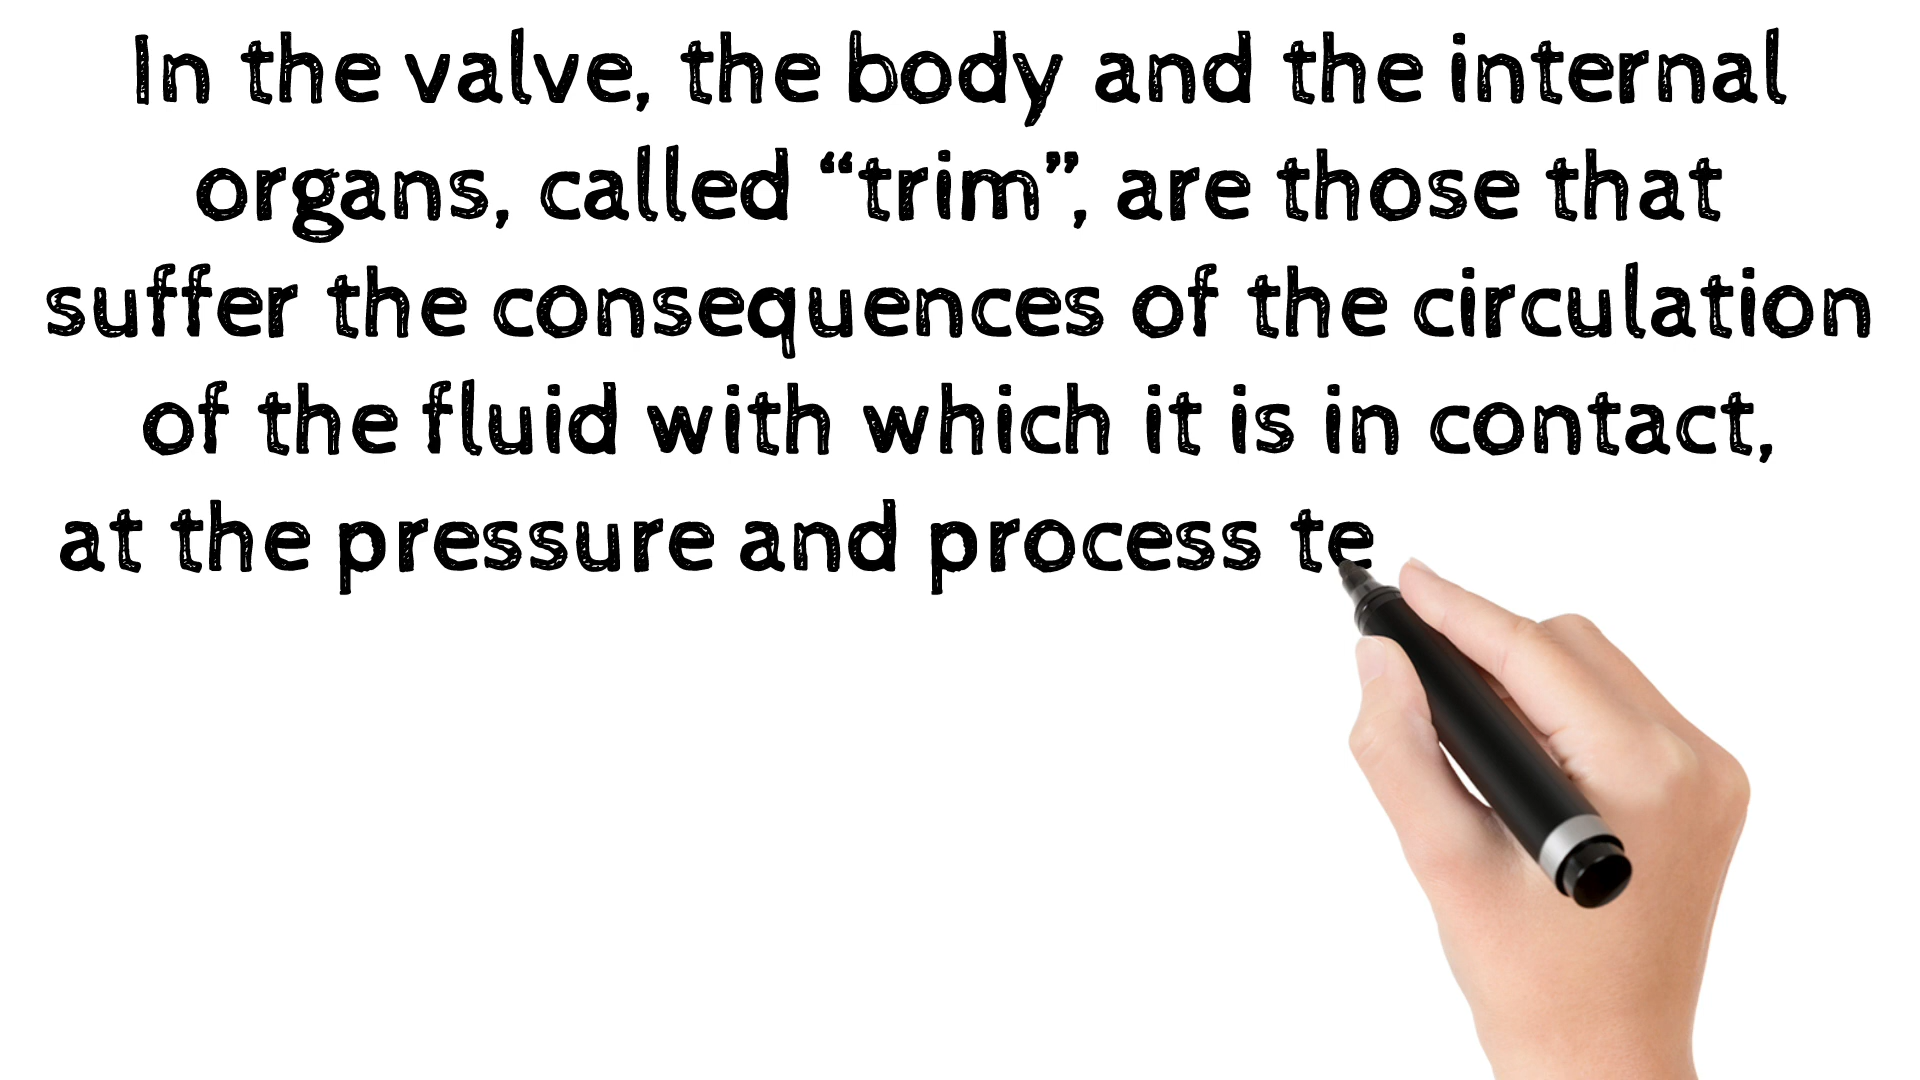 In the valve, the body and the internal
organs, called “trim”, are those that
suffer the consequences of the circulation
of the fluid with which it is in contact,
at the pressure and process te